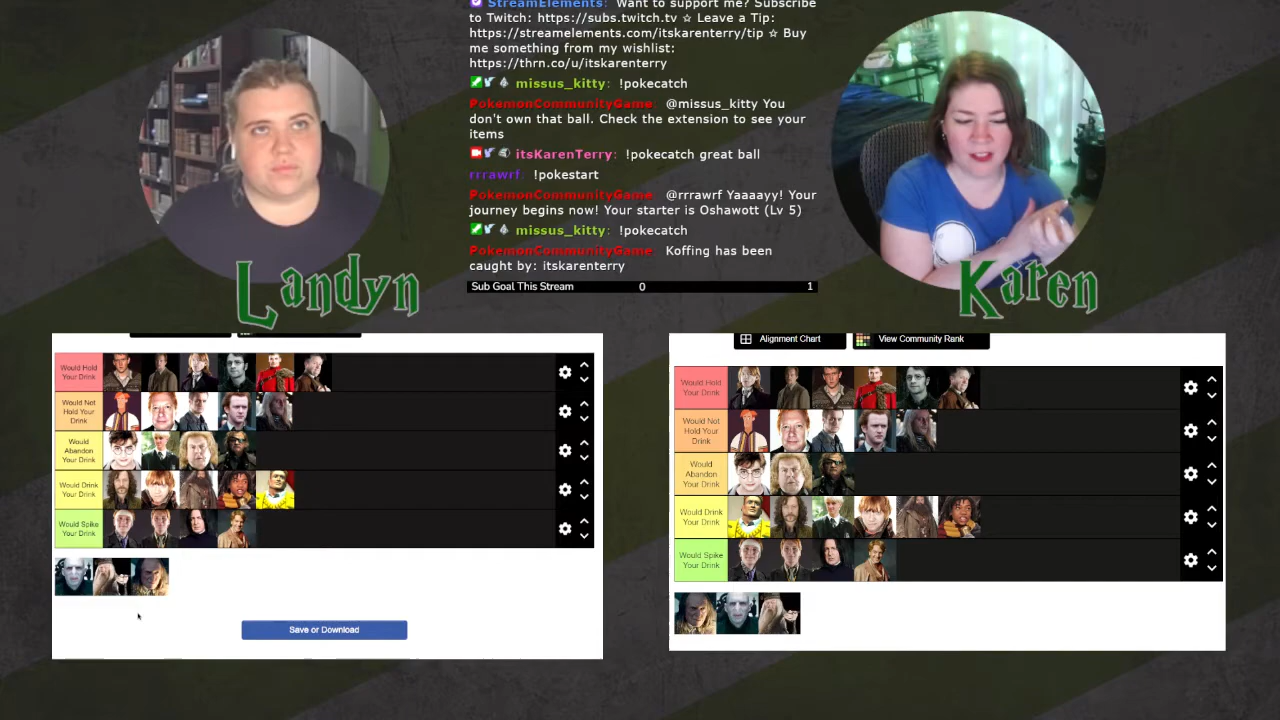 StreamElements: Want to support me? Subscribe
to Twitch: https://subs.twitch.tv ☆ Leave a Tip:
https://streamelements.com/itskarenterry/tip ☆ Buy
me something from my wishlist:
https://thrn.co/u/itskarenterry
missus_kitty: !pokecatch
PokemonCommunityGame: @missus_kitty You
don't own that ball. Check the extension to see your
items
itsKarenTerry: !pokecatch great ball
rrrawrf: !pokestart
PokemonCommunityGame: @rrrawrf Yaaaayy! Your
journey begins now! Your starter is Oshawott (Lv 5)
missus_kitty: !pokecatch
PokemonCommunityGame: Koffing has been
caught by: itskarenterry
Sub Goal This Stream 0 1
Landyn
Karen
Would Hold
Your Drink
Would Not
Hold Your
Drink
Would
Abandon
Your Drink
Would Drink
Your Drink
Would Spike
Your Drink
Save or Download
Alignment Chart
View Community Rank
Would Hold
Your Drink
Would Not
Hold Your
Drink
Would
Abandon
Your Drink
Would Drink
Your Drink
Would Spike
Your Drink